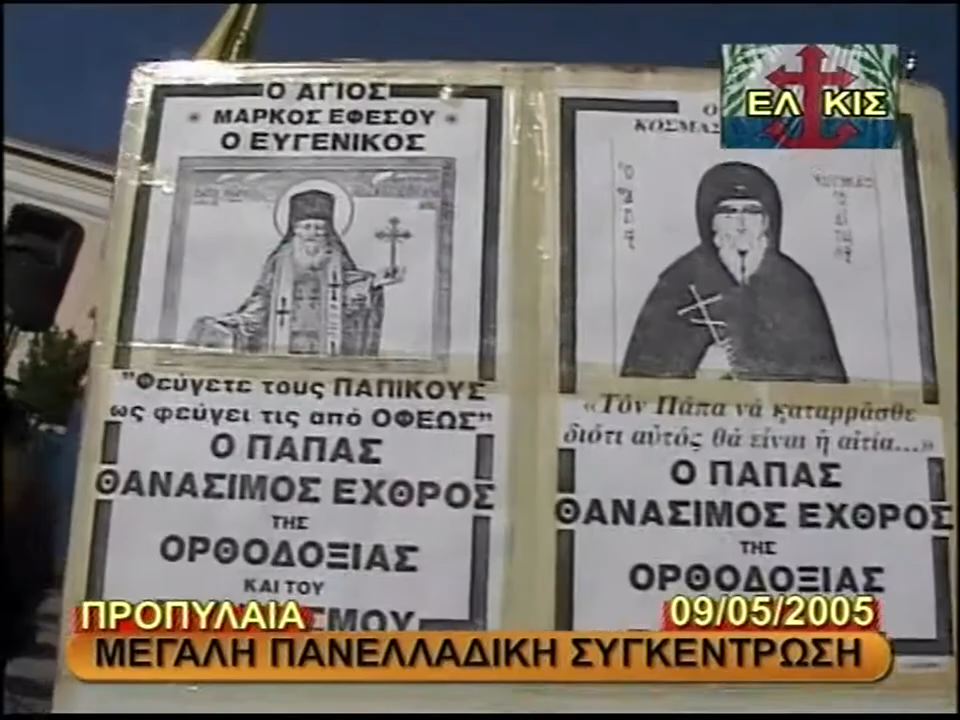 Ο ΑΓΙΟΣ
ΜΑΡΚΟΣ ΕΦΕΣΟΥ
Ο ΕΥΓΕΝΙΚΟΣ
"Φεύγετε τους ΠΑΠΙΚΟΥΣ
ως φεύγει τις από ΟΦΕΩΣ"
Ο ΠΑΠΑΣ
ΘΑΝΑΣΙΜΟΣ ΕΧΘΡΟΣ
ΤΗΣ
ΟΡΘΟΔΟΞΙΑΣ
ΚΑΙ ΤΟΥ
ΕΛ ΚΙΣ
Ο
ΚΟΣΜΑΣ
«Τόν Πάπα νά καταρράσθε
διότι αὐτός θά εἶναι ἡ αἰτία...»
Ο ΠΑΠΑΣ
ΘΑΝΑΣΙΜΟΣ ΕΧΘΡΟΣ
ΤΗΣ
ΟΡΘΟΔΟΞΙΑΣ
ΠΡΟΠΥΛΑΙΑ
09/05/2005
ΜΕΓΑΛΗ ΠΑΝΕΛΛΑΔΙΚΗ ΣΥΓΚΕΝΤΡΩΣΗ